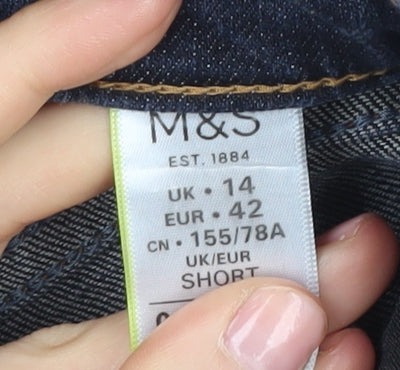 M&S
EST. 1884
UK • 14
EUR • 42
CN • 155/78A
UK/EUR
SHORT